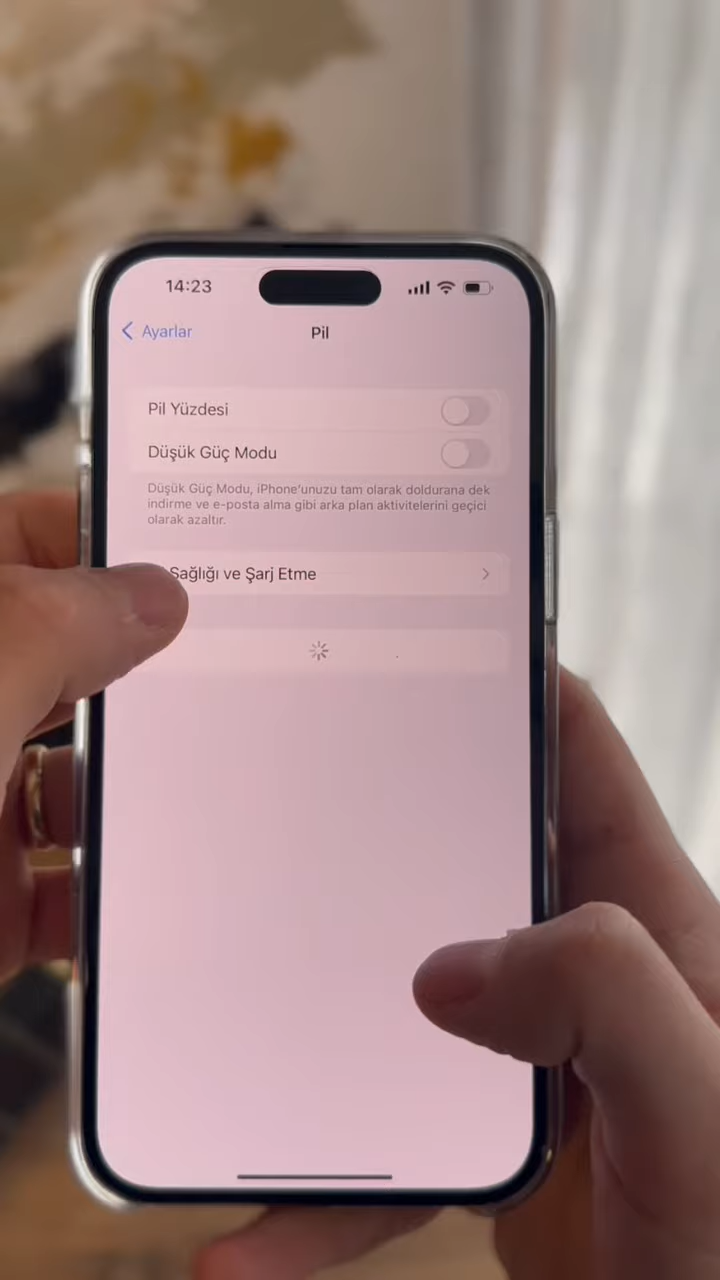 14:23
Ayarlar
Pil
Pil Yüzdesi
Düşük Güç Modu
Düşük Güç Modu, iPhone'unuzu tam olarak doldurana dek
indirme ve e-posta alma gibi arka plan aktivitelerini geçici
olarak azaltır.
Sağlığı ve Şarj Etme